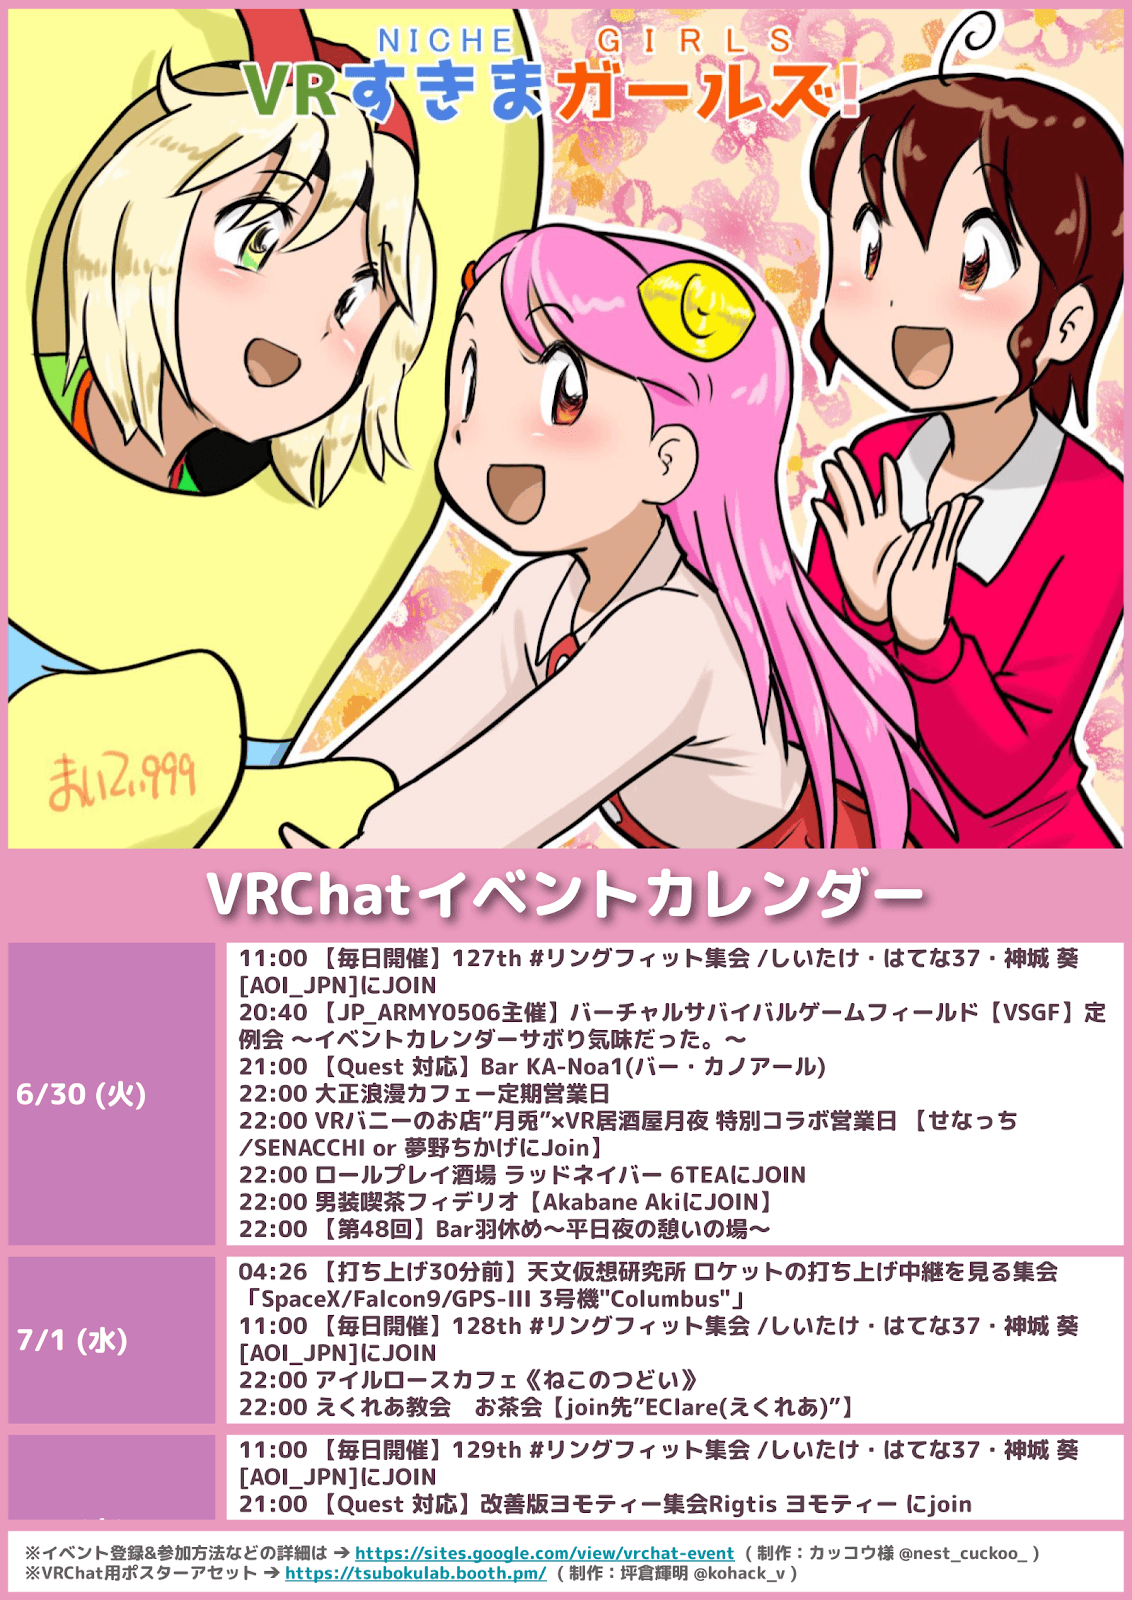 NICHE GIRLS
VRすきまガールズ!
まいてぃ999
VRChatイベントカレンダー
6/30 (火)
11:00 【毎日開催】127th #リングフィット集会 /しいたけ・はてな37・神城 葵
[AOI_JPN]にJOIN
20:40 【JP_ARMY0506主催】バーチャルサバイバルゲームフィールド【VSGF】定
例会 ～イベントカレンダーサボり気味だった。～
21:00 【Quest 対応】Bar KA-Noa1(バー・カノアール)
22:00 大正浪漫カフェー定期営業日
22:00 VRバニーのお店”月兎”×VR居酒屋月夜 特別コラボ営業日 【せなっち
/SENACCHI or 夢野ちかげにJoin】
22:00 ロールプレイ酒場 ラッドネイバー 6TEAにJOIN
22:00 男装喫茶フィデリオ【Akabane AkiにJOIN】
22:00 【第48回】Bar羽休め～平日夜の憩いの場～
7/1 (水)
04:26 【打ち上げ30分前】天文仮想研究所 ロケットの打ち上げ中継を見る集会
「SpaceX/Falcon9/GPS-III 3号機"Columbus"」
11:00 【毎日開催】128th #リングフィット集会 /しいたけ・はてな37・神城 葵
[AOI_JPN]にJOIN
22:00 アイルロースカフェ《ねこのつどい》
22:00 えくれあ教会　お茶会【join先”EClare(えくれあ)”】
11:00 【毎日開催】129th #リングフィット集会 /しいたけ・はてな37・神城 葵
[AOI_JPN]にJOIN
21:00 【Quest 対応】改善版ヨモティー集会Rigtis ヨモティー にjoin
※イベント登録&参加方法などの詳細は → https://sites.google.com/view/vrchat-event ( 制作：カッコウ様 @nest_cuckoo_ )
※VRChat用ポスターアセット → https://tsubokulab.booth.pm/ ( 制作：坪倉輝明 @kohack_v )